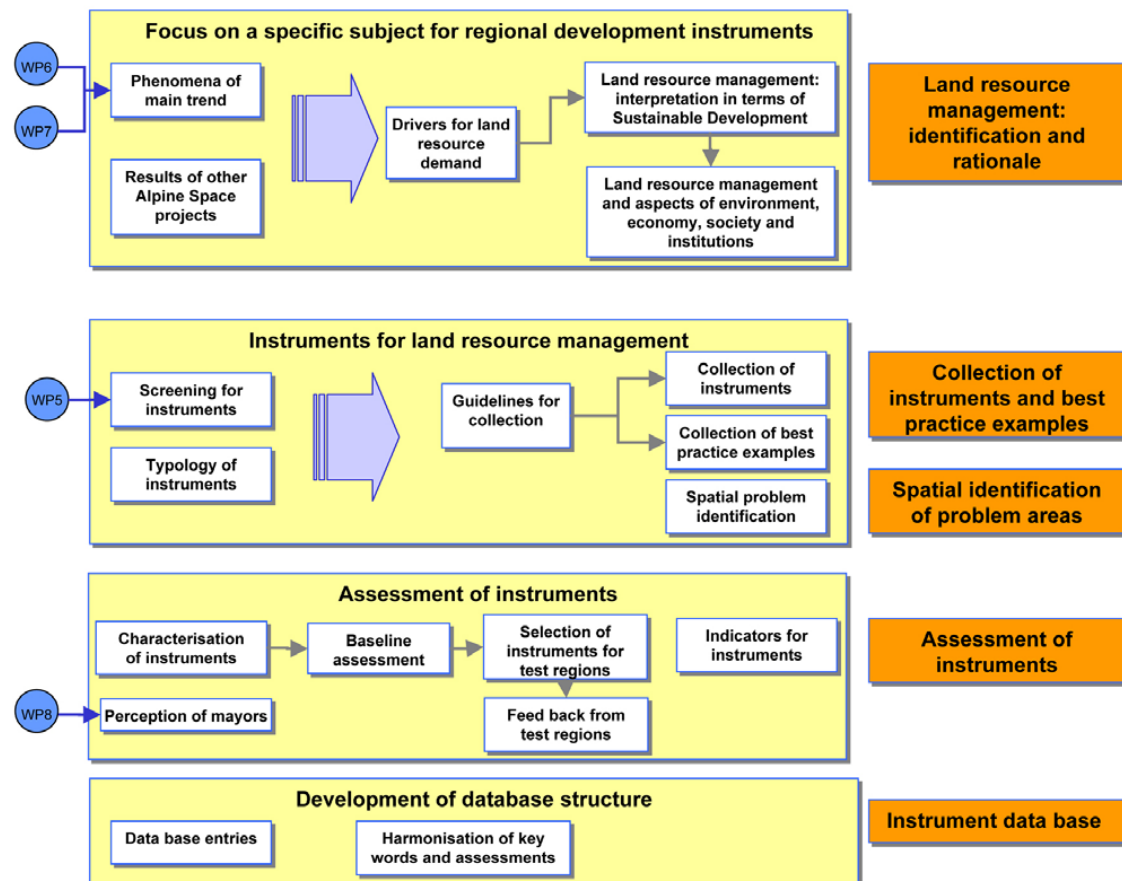 Focus on a specific subject for regional development instruments
WP6
WP7
Phenomena of
main trend
Results of other
Alpine Space
projects
Drivers for land
resource
demand
Land resource management:
interpretation in terms of
Sustainable Development
Land resource management
and aspects of environment,
economy, society and
institutions
Land resource
management:
identification and
rationale
Instruments for land resource management
WP5
Screening for
instruments
Typology of
instruments
Guidelines for
collection
Collection of
instruments
Collection of best
practice examples
Spatial problem
identification
Collection of
instruments and best
practice examples
Spatial identification
of problem areas
Assessment of instruments
Characterisation
of instruments
Baseline
assessment
Selection of
instruments for
test regions
Indicators for
instruments
WP8
Perception of mayors
Feed back from
test regions
Assessment of
instruments
Development of database structure
Data base entries
Harmonisation of key
words and assessments
Instrument data base